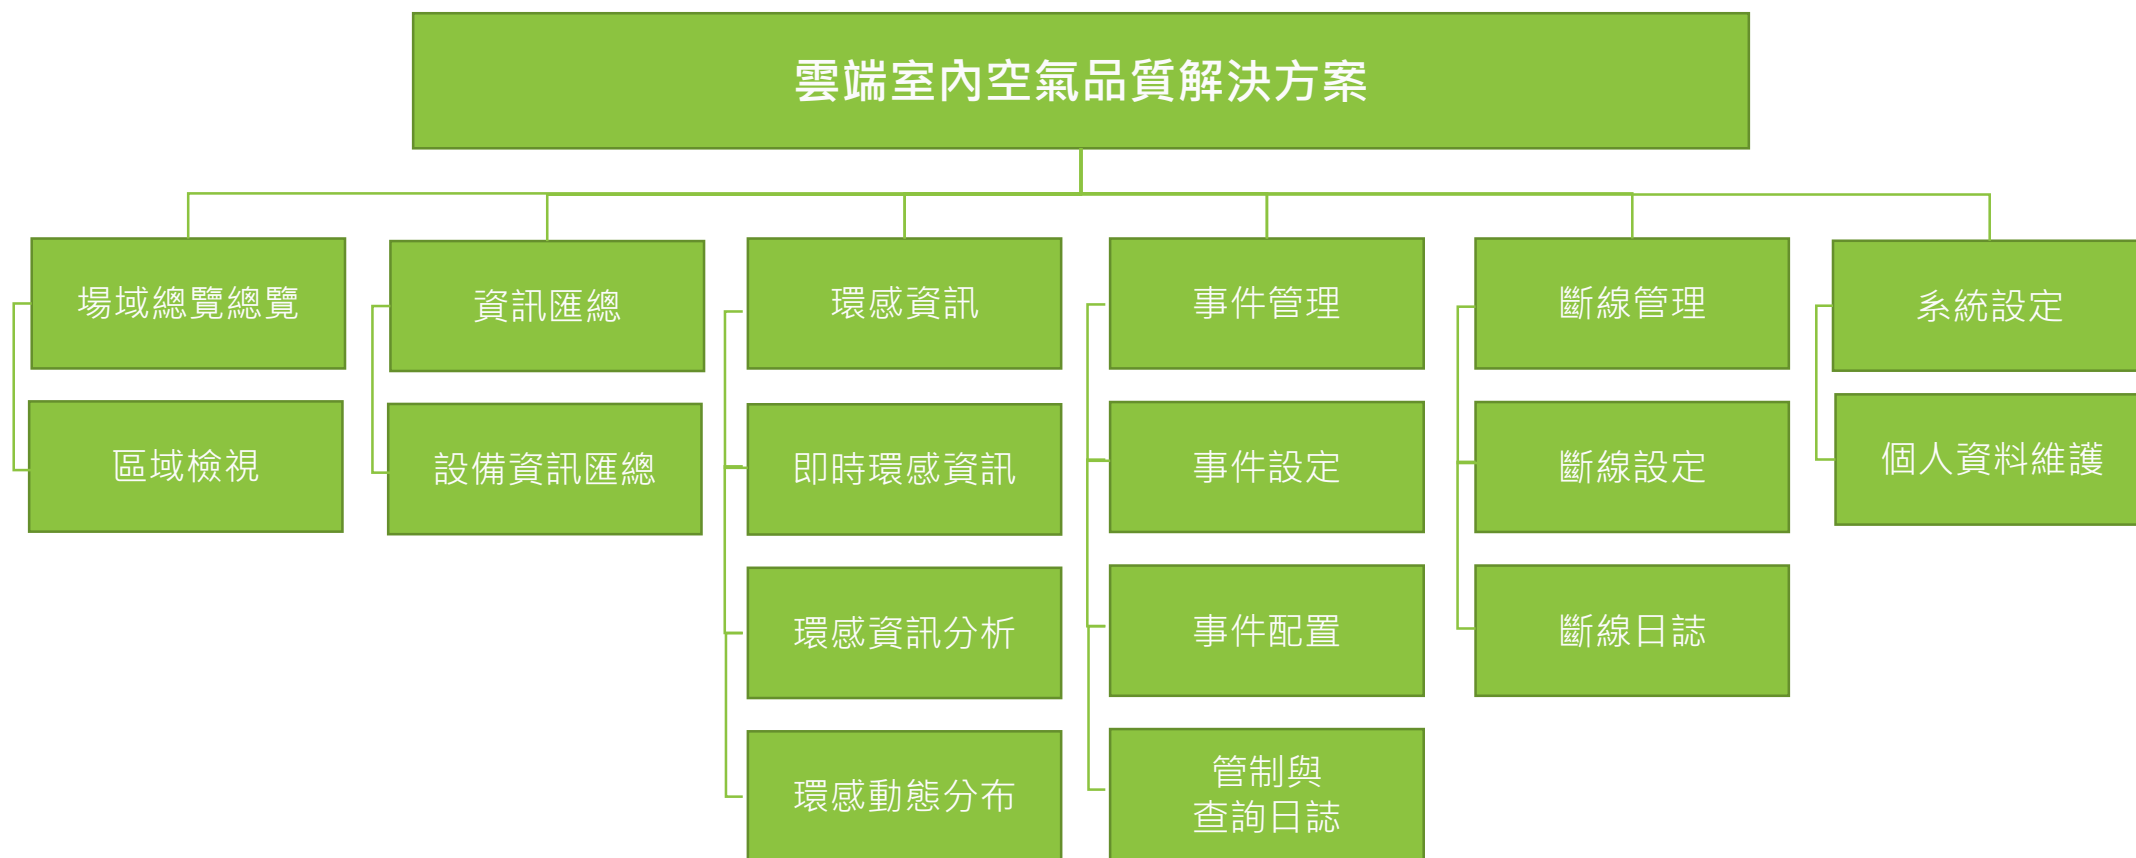 雲端室內空氣品質解決方案
場域總覽總覽
區域檢視
資訊匯總
設備資訊匯總
環感資訊
即時環感資訊
環感資訊分析
環感動態分布
事件管理
事件設定
事件配置
管制與
查詢日誌
斷線管理
斷線設定
斷線日誌
系統設定
個人資料維護